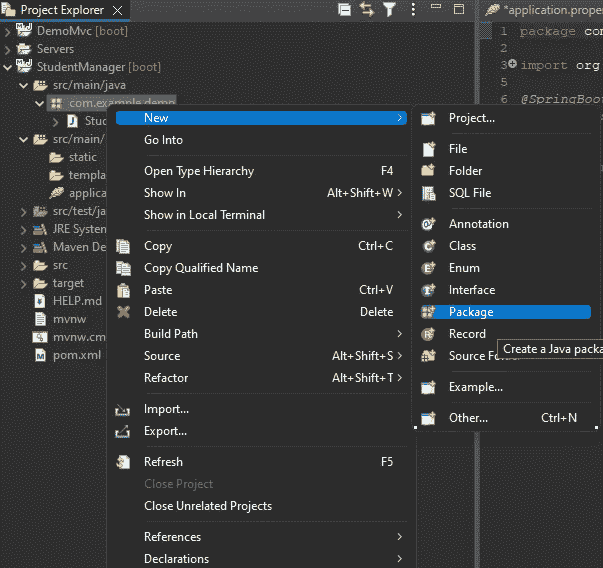 Project Explorer
DemoMvc [boot]
Servers
StudentManager [boot]
src/main/java
com.example.demo
Stu
src/main/
static
templa
applica
src/test/ja
JRE System
Maven De
src
target
HELP.md
mvnw
mvnw.cm
pom.xml
New
Go Into
Open Type Hierarchy F4
Show In Alt+Shift+W
Show in Local Terminal
Copy Ctrl+C
Copy Qualified Name
Paste Ctrl+V
Delete Delete
Build Path
Source Alt+Shift+S
Refactor Alt+Shift+T
Import...
Export...
Refresh F5
Close Project
Close Unrelated Projects
References
Declarations
Project...
File
Folder
SQL File
Annotation
Class
Enum
Interface
Package
Record
Source Fo
Create a Java packa
Example...
Other... Ctrl+N
*application.prope
1 package com
2
3 import org
5
6 @SpringBoo